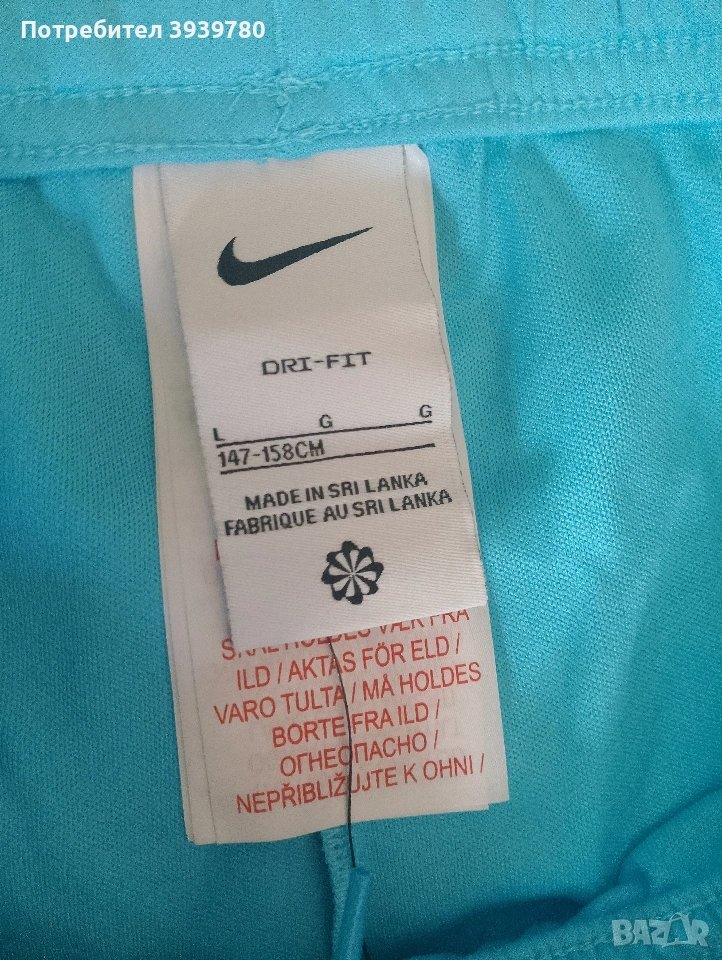 Потребител 3939780
DRI-FIT
L G G
147-158CM
MADE IN SRI LANKA
FABRIQUE AU SRI LANKA
ILD / AKTAS FÖR ELD /
VARO TULTA / MÅ HOLDES
BORTE FRA ILD /
ОГНЕОПАСНО /
NEPŘIBLIŽUJTE K OHNI /
BAZAR